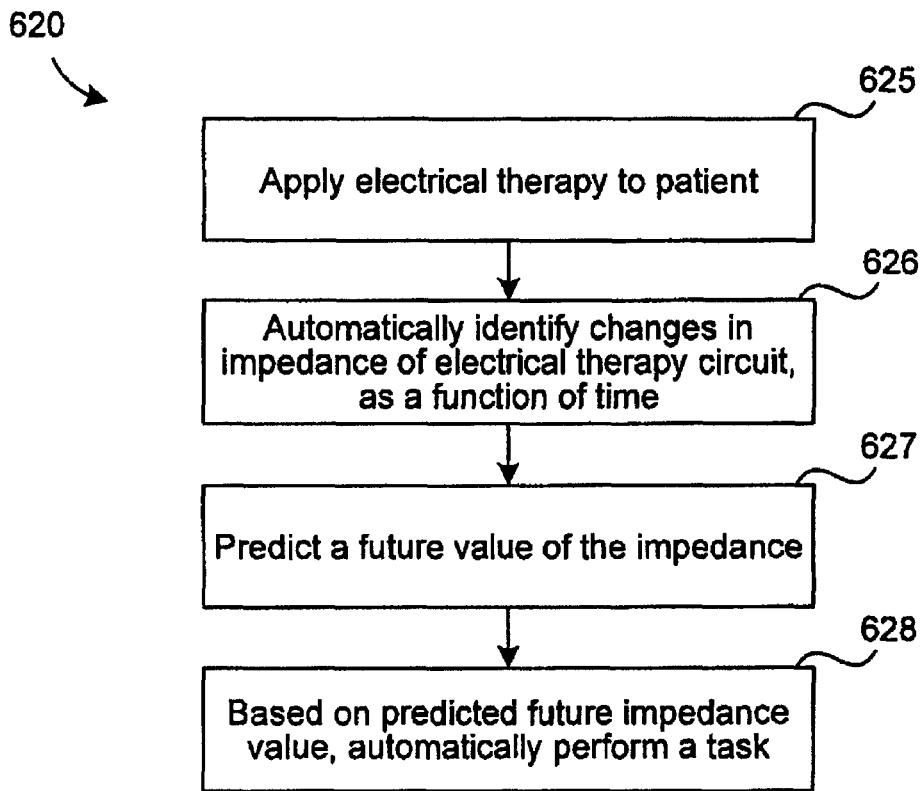 620
625
Apply electrical therapy to patient
626
Automatically identify changes in
impedance of electrical therapy circuit,
as a function of time
627
Predict a future value of the impedance
628
Based on predicted future impedance
value, automatically perform a task